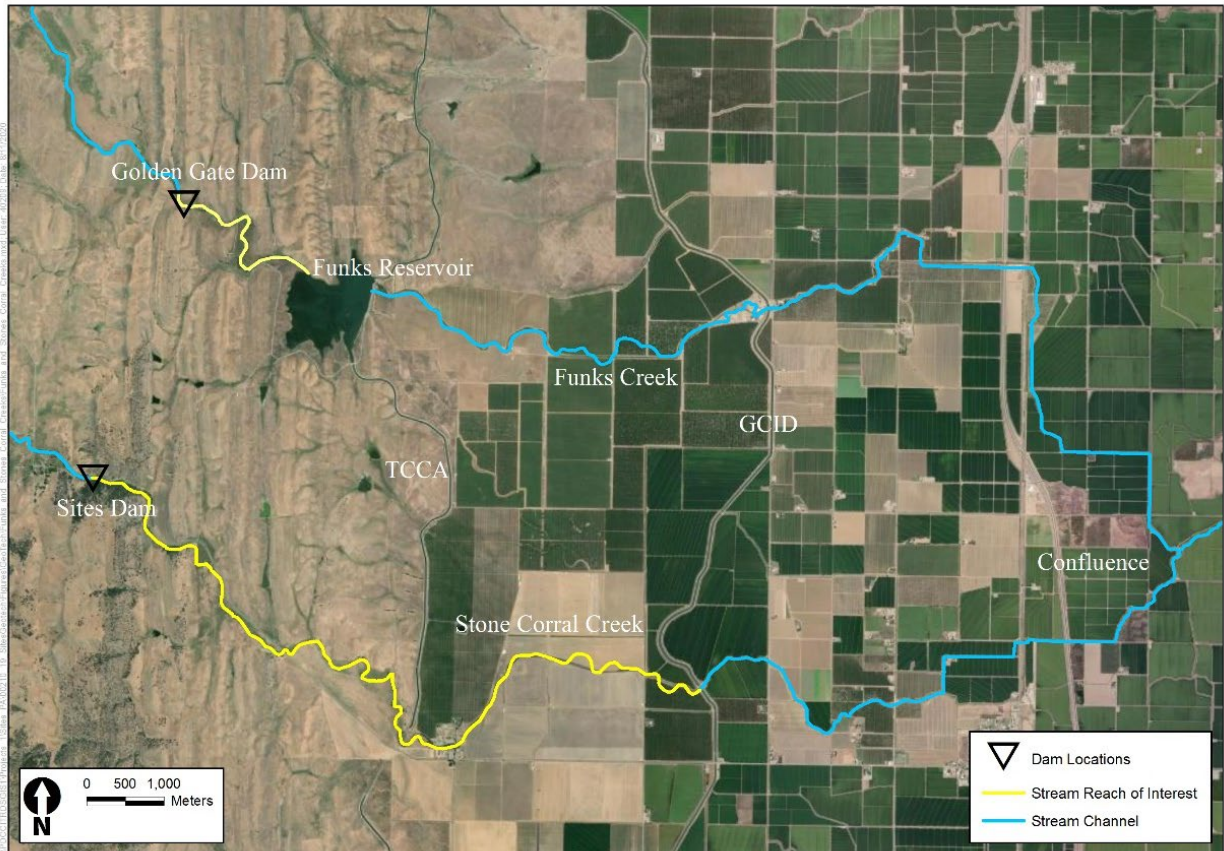 Golden Gate Dam
Funks Reservoir
Funks Creek
GCID
TCCA
Sites Dam
Stone Corral Creek
Confluence
0 500 1,000
Meters
N
Dam Locations
Stream Reach of Interest
Stream Channel